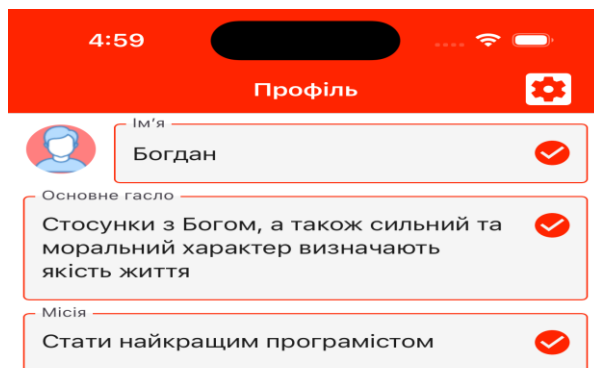 4:59
Профіль
Ім’я
Богдан
Основне гасло
Стосунки з Богом, а також сильний та
моральний характер визначають
якість життя
Місія
Стати найкращим програмістом